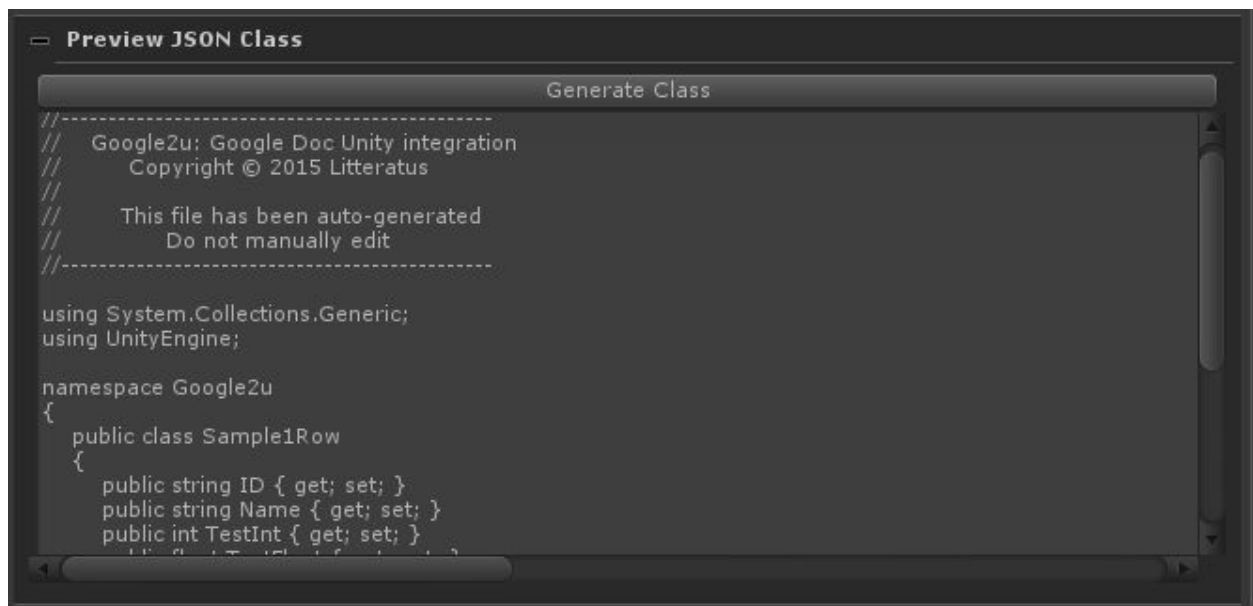 Preview JSON Class
Generate Class
//----------------------------------------------
//    Google2u: Google Doc Unity integration
//         Copyright © 2015 Litteratus
//
//        This file has been auto-generated
//              Do not manually edit
//----------------------------------------------
using System.Collections.Generic;
using UnityEngine;
namespace Google2u
{
    public class Sample1Row
    {
        public string ID { get; set; }
        public string Name { get; set; }
        public int TestInt { get; set; }